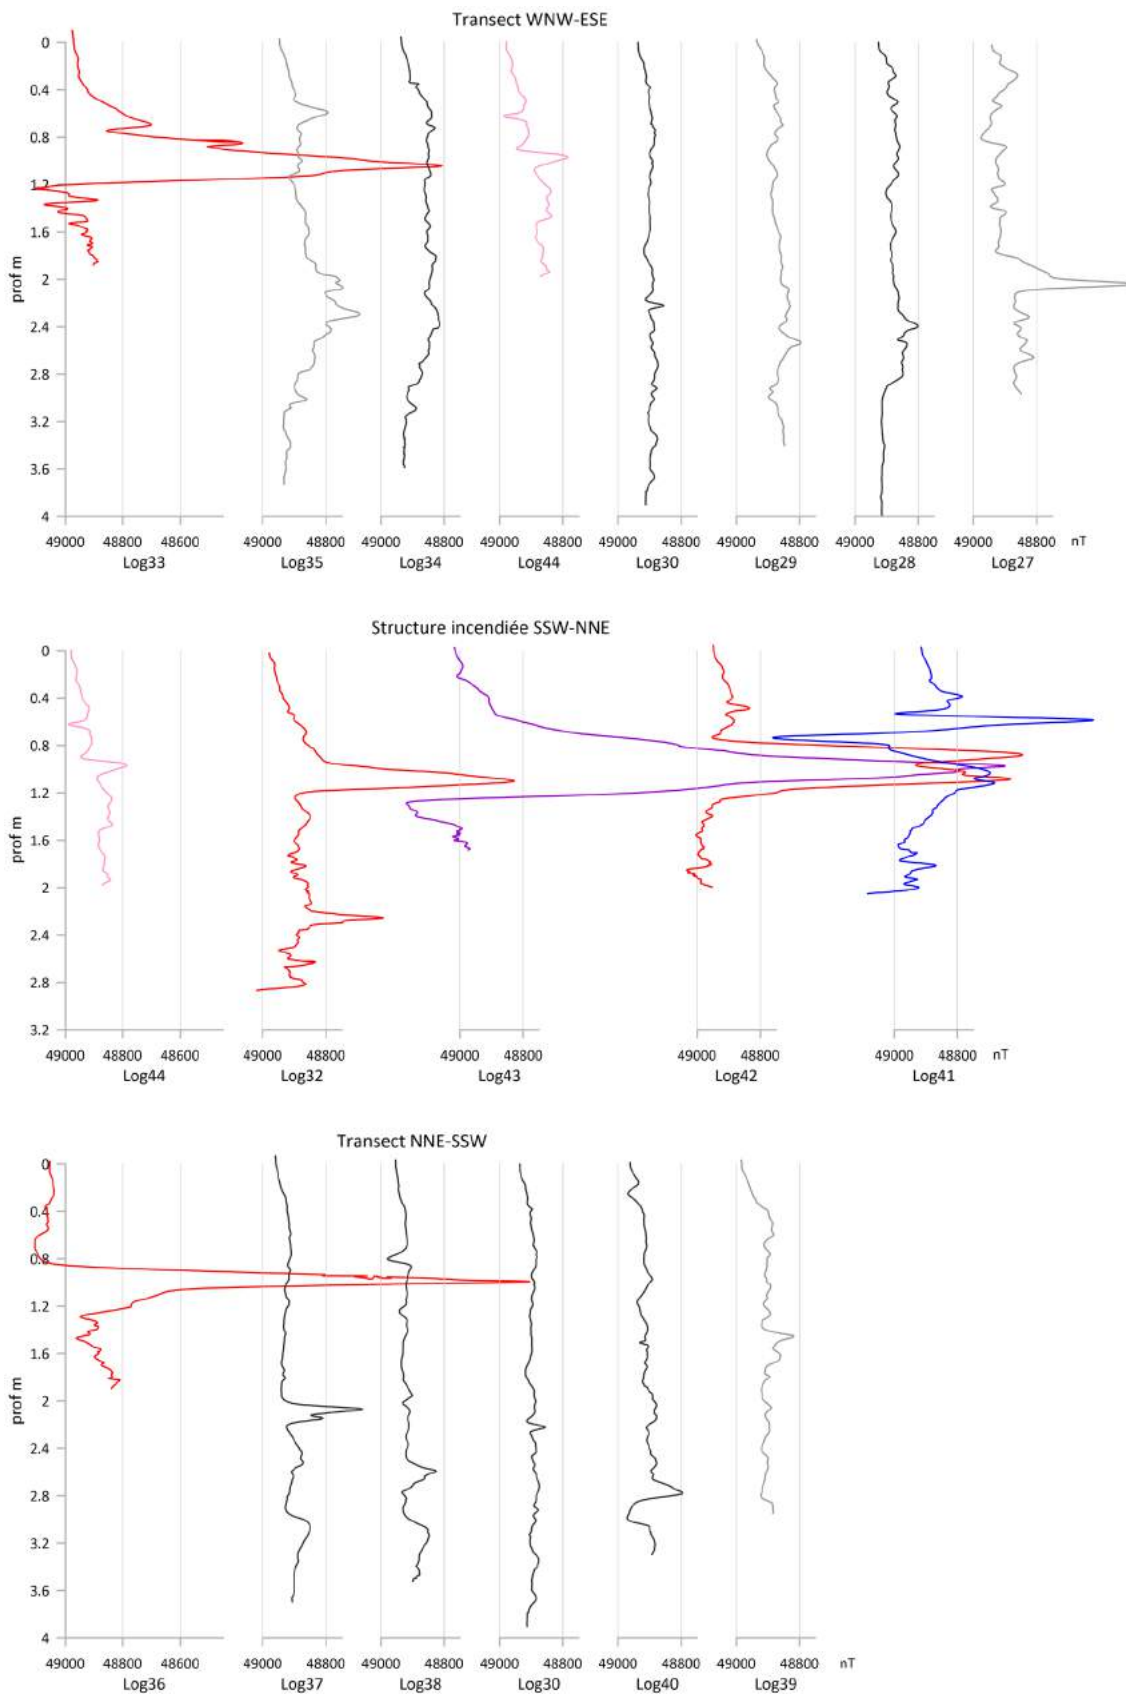 Transect WNW-ESE
0
0.4
0.8
1.2
1.6
2
2.4
2.8
3.2
3.6
4
prof m
49000 48800 48600 49000 48800 49000 48800 49000 48800 49000 48800 49000 48800 49000 48800 49000 48800 nT
Log33 Log35 Log34 Log44 Log30 Log29 Log28 Log27
Structure incendiée SSW-NNE
0
0.4
0.8
1.2
1.6
2
2.4
2.8
3.2
prof m
49000 48800 48600 49000 48800 49000 48800 49000 48800 49000 48800 nT
Log44 Log32 Log43 Log42 Log41
Transect NNE-SSW
0
0.4
0.8
1.2
1.6
2
2.4
2.8
3.2
3.6
4
prof m
49000 48800 48600 49000 48800 49000 48800 49000 48800 49000 48800 49000 48800 nT
Log36 Log37 Log38 Log30 Log40 Log39